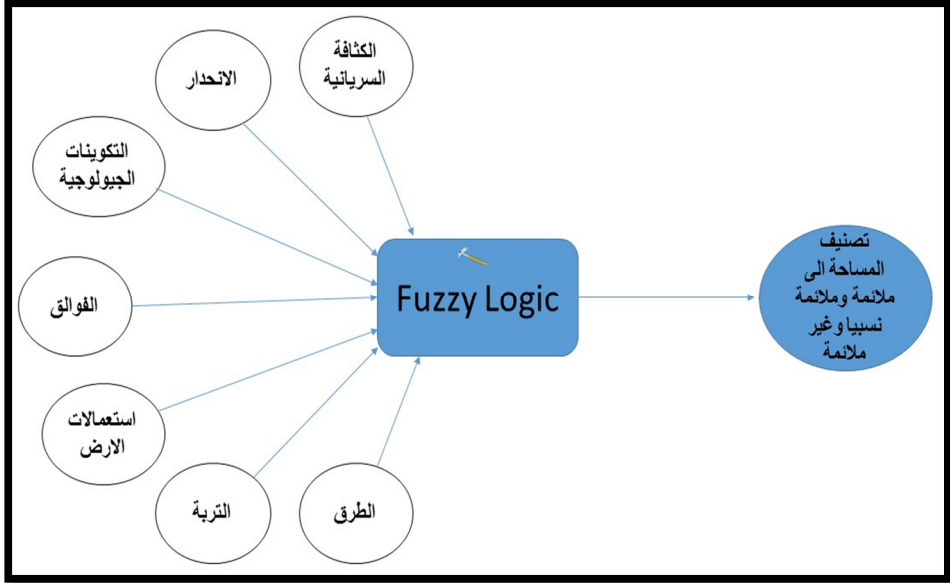 الكثافة
السريانية
الانحدار
التكوينات
الجيولوجية
الفوالق
استعمالات
الارض
التربة
الطرق
Fuzzy Logic
تصنيف
المساحة الى
ملائمة وملائمة
نسبيا وغير
ملائمة